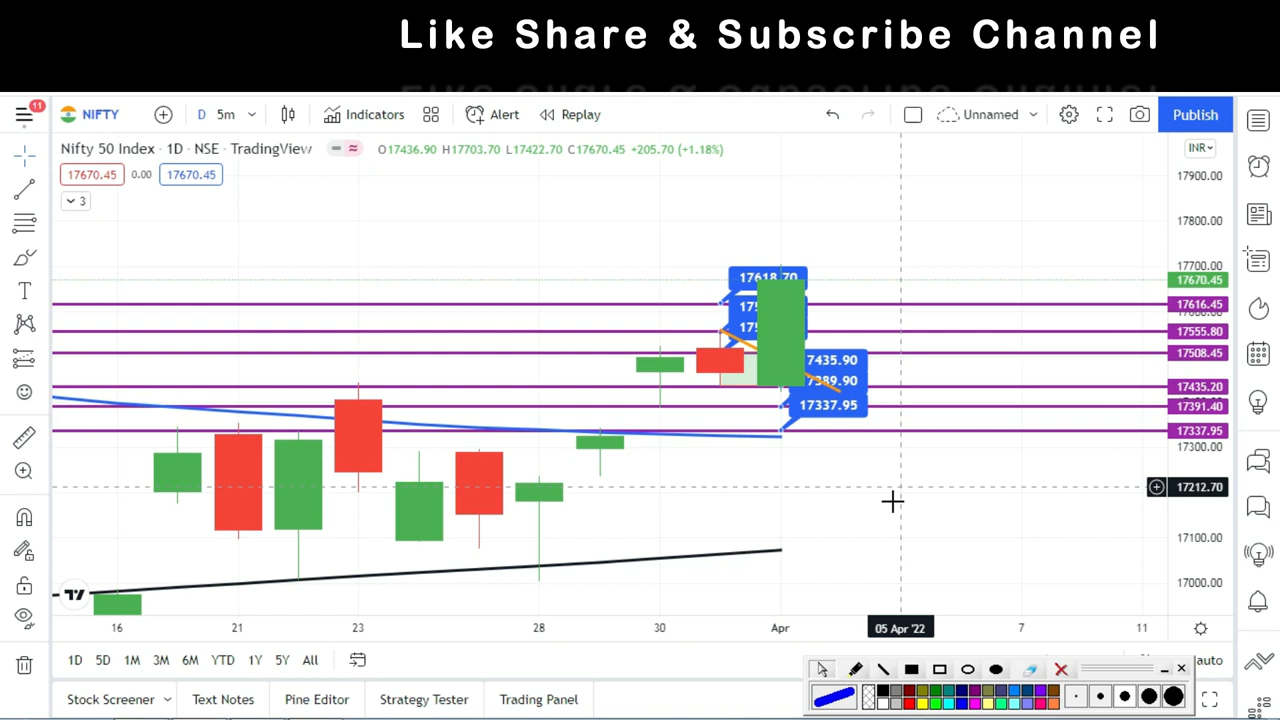 Like Share & Subscribe Channel
11
NIFTY
D 5m
Indicators
Alert
Replay
Unnamed
Publish
Nifty 50 Index · 1D · NSE · TradingView
O17436.90 H17703.70 L17422.70 C17670.45 +205.70 (+1.18%)
INR
17670.45 0.00 17670.45
3
17900.00
17800.00
17700.00
17618.70
17670.45
17616.45
17555.80
17508.45
7435.90
17435.20
17391.40
17337.95
17337.95
17300.00
17212.70
17100.00
17000.00
16 21 23 28 30 Apr 05 Apr '22 7 11
1D 5D 1M 3M 6M YTD 1Y 5Y All
auto
Stock Screener Text Notes Pine Editor Strategy Tester Trading Panel